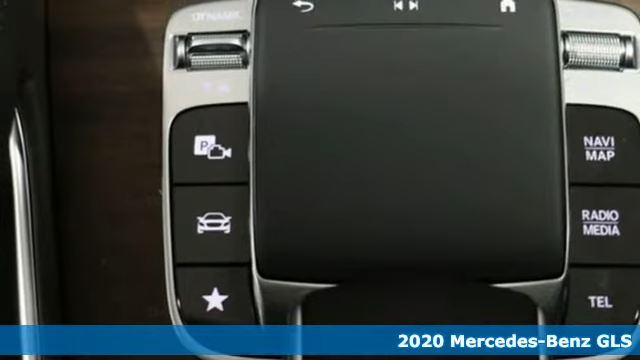 DYNAMIC
P
NAVI
MAP
RADIO
MEDIA
TEL
2020 Mercedes-Benz GLS